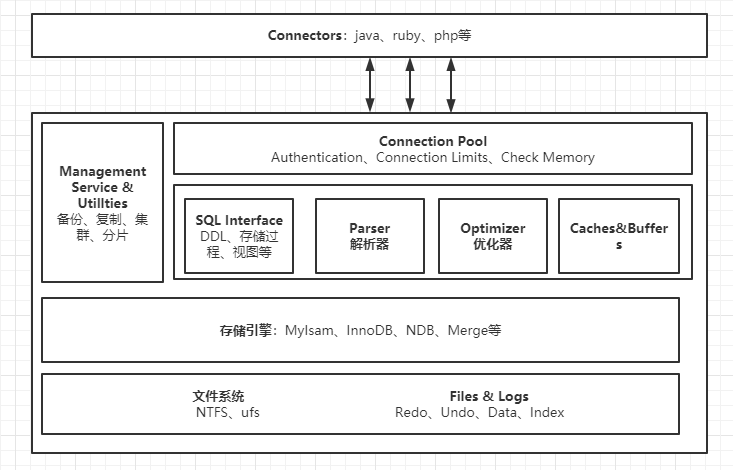 Connectors：java、ruby、php等
Management
Service &
Utillties
备份、复制、集
群、分片
Connection Pool
Authentication、Connection Limits、Check Memory
SQL Interface
DDL、存储过
程、视图等
Parser
解析器
Optimizer
优化器
Caches&Buffer
s
存储引擎：MyIsam、InnoDB、NDB、Merge等
文件系统
NTFS、ufs
Files & Logs
Redo、Undo、Data、Index